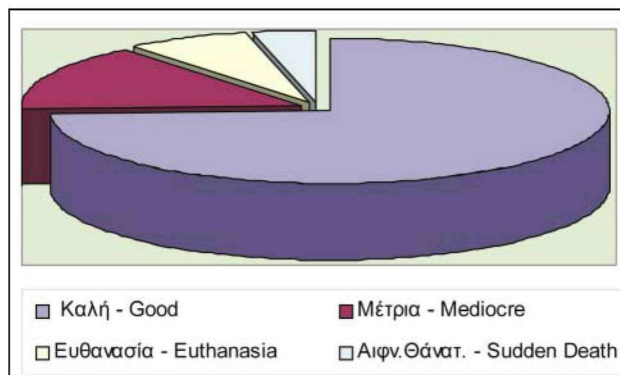 Καλή - Good
Μέτρια - Mediocre
Ευθανασία - Euthanasia
Αιφν.Θάνατ. - Sudden Death